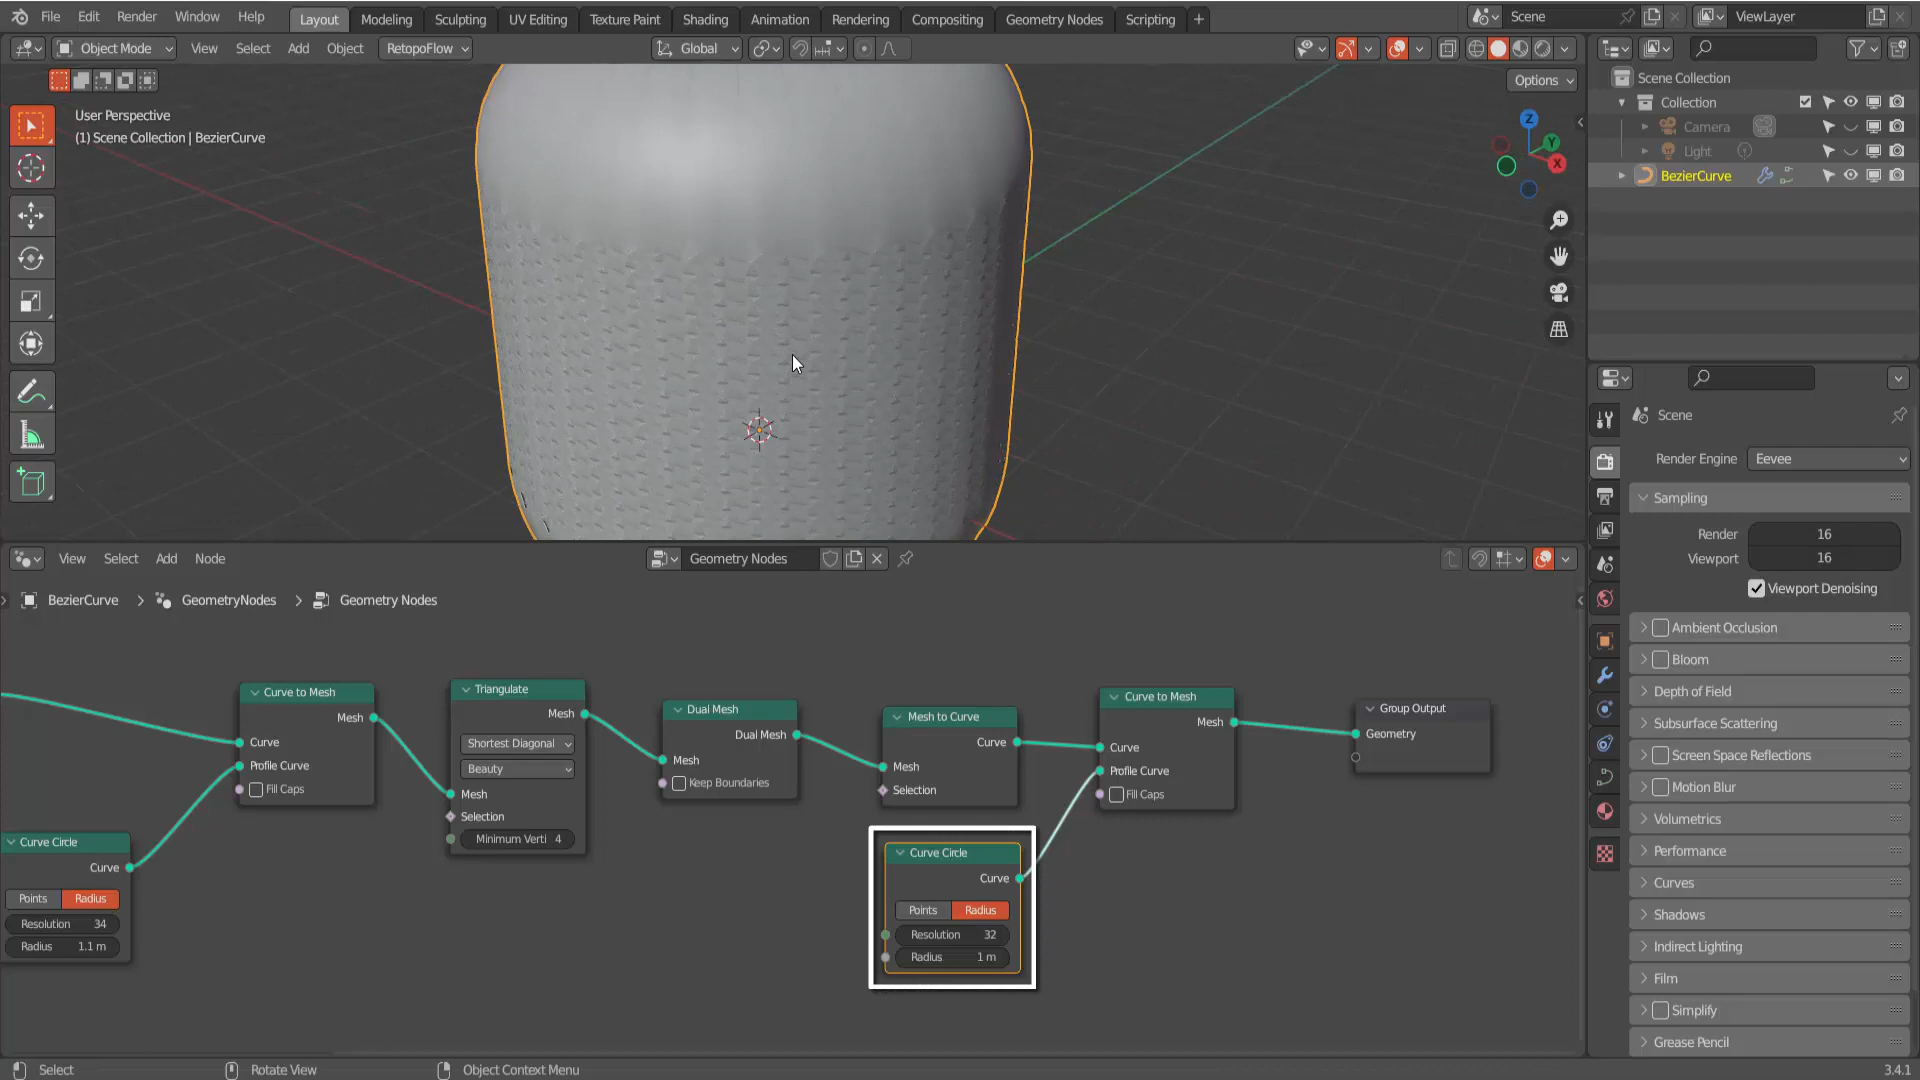 File Edit Render Window Help Layout Modeling Sculpting UV Editing Texture Paint Shading Animation Rendering Compositing Geometry Nodes Scripting + Scene ViewLayer
Object Mode View Select Add Object RetopoFlow Global
Options
User Perspective
(1) Scene Collection | BezierCurve
Z
Y
X
Scene Collection
Collection
Camera
Light
BezierCurve
Scene
Render Engine Eevee
Sampling
Render 16
Viewport 16
Viewport Denoising
Ambient Occlusion
Bloom
Depth of Field
Subsurface Scattering
Screen Space Reflections
Motion Blur
Volumetrics
Performance
Curves
Shadows
Indirect Lighting
Film
Simplify
Grease Pencil
View Select Add Node Geometry Nodes
BezierCurve > GeometryNodes > Geometry Nodes
Curve to Mesh
Mesh
Curve
Profile Curve
Fill Caps
Curve Circle
Curve
Points Radius
Resolution 34
Radius 1.1 m
Triangulate
Mesh
Shortest Diagonal
Beauty
Mesh
Selection
Minimum Verti 4
Dual Mesh
Dual Mesh
Mesh
Keep Boundaries
Mesh to Curve
Curve
Mesh
Selection
Curve Circle
Curve
Points Radius
Resolution 32
Radius 1 m
Curve to Mesh
Mesh
Curve
Profile Curve
Fill Caps
Group Output
Geometry
Select Rotate View Object Context Menu 3.4.1